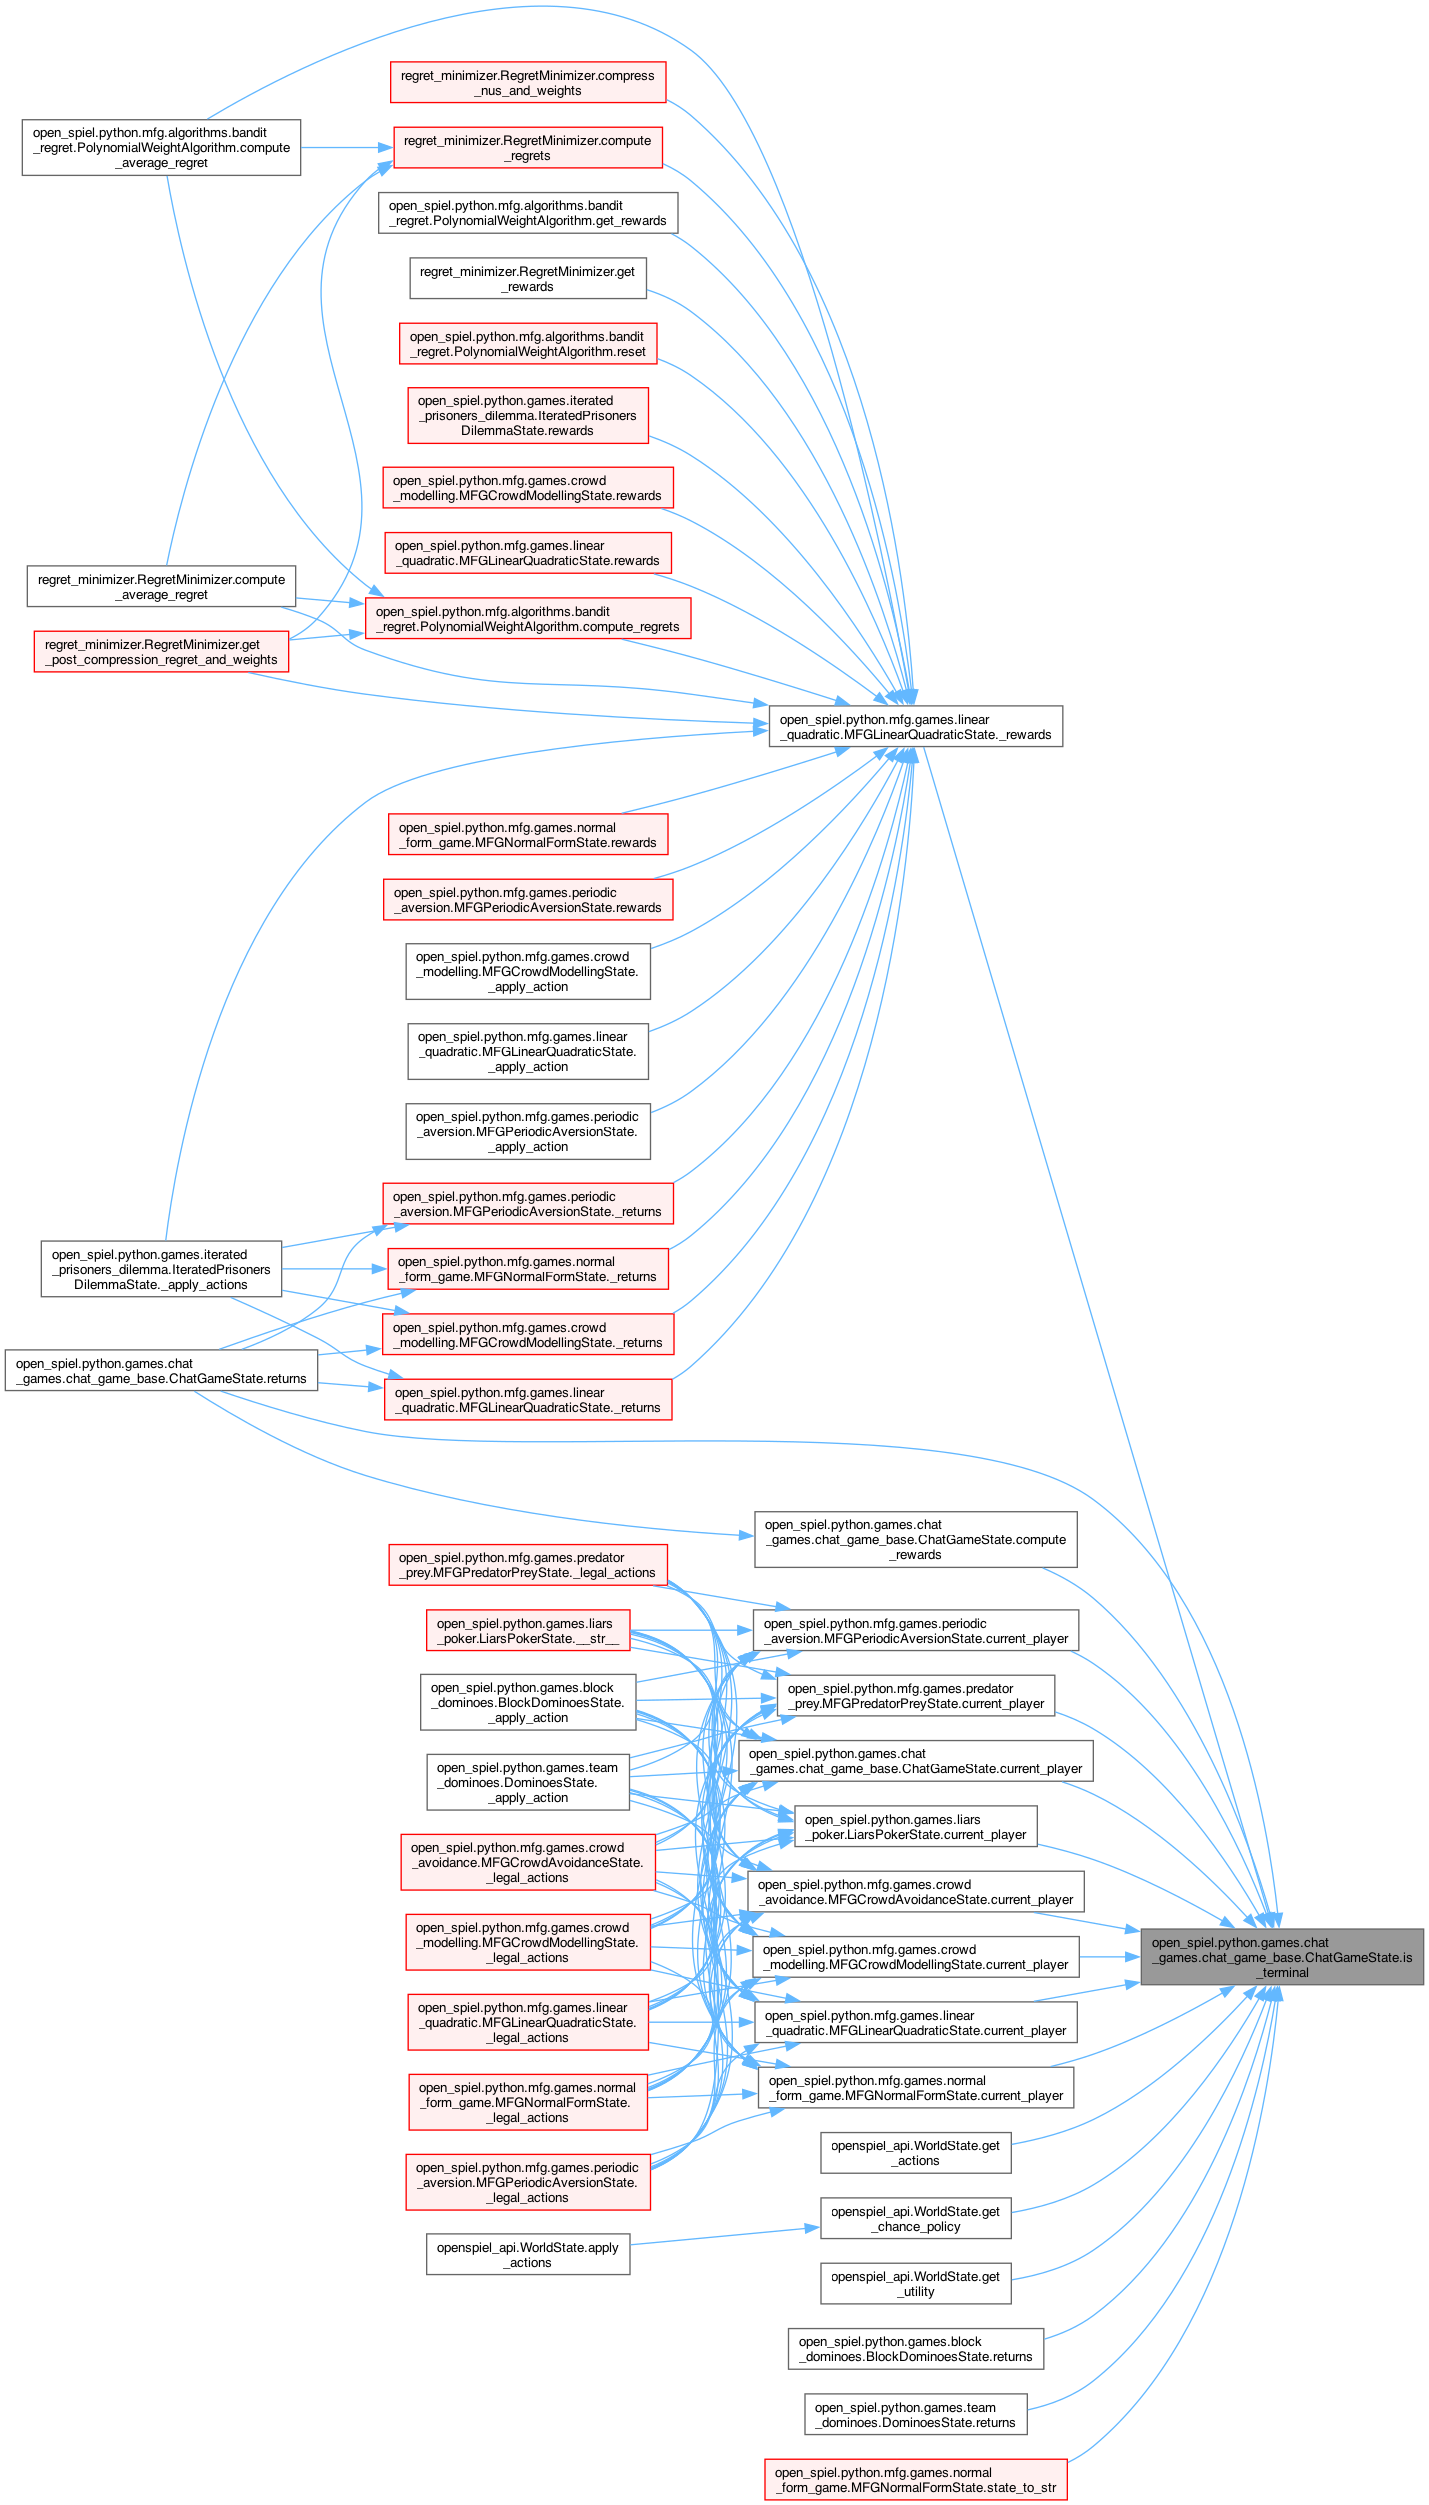 regret_minimizer.RegretMinimizer.compress
_nus_and_weights
open_spiel.python.mfg.algorithms.bandit
_regret.PolynomialWeightAlgorithm.compute
_average_regret
regret_minimizer.RegretMinimizer.compute
_regrets
open_spiel.python.mfg.algorithms.bandit
_regret.PolynomialWeightAlgorithm.get_rewards
regret_minimizer.RegretMinimizer.get
_rewards
open_spiel.python.mfg.algorithms.bandit
_regret.PolynomialWeightAlgorithm.reset
open_spiel.python.games.iterated
_prisoners_dilemma.IteratedPrisoners
DilemmaState.rewards
open_spiel.python.mfg.games.crowd
_modelling.MFGCrowdModellingState.rewards
open_spiel.python.mfg.games.linear
_quadratic.MFGLinearQuadraticState.rewards
regret_minimizer.RegretMinimizer.compute
_average_regret
open_spiel.python.mfg.algorithms.bandit
_regret.PolynomialWeightAlgorithm.compute_regrets
regret_minimizer.RegretMinimizer.get
_post_compression_regret_and_weights
open_spiel.python.mfg.games.linear
_quadratic.MFGLinearQuadraticState._rewards
open_spiel.python.mfg.games.normal
_form_game.MFGNormalFormState.rewards
open_spiel.python.mfg.games.periodic
_aversion.MFGPeriodicAversionState.rewards
open_spiel.python.mfg.games.crowd
_modelling.MFGCrowdModellingState.
_apply_action
open_spiel.python.mfg.games.linear
_quadratic.MFGLinearQuadraticState.
_apply_action
open_spiel.python.mfg.games.periodic
_aversion.MFGPeriodicAversionState.
_apply_action
open_spiel.python.mfg.games.periodic
_aversion.MFGPeriodicAversionState._returns
open_spiel.python.games.iterated
_prisoners_dilemma.IteratedPrisoners
DilemmaState._apply_actions
open_spiel.python.mfg.games.normal
_form_game.MFGNormalFormState._returns
open_spiel.python.mfg.games.crowd
_modelling.MFGCrowdModellingState._returns
open_spiel.python.games.chat
_games.chat_game_base.ChatGameState.returns
open_spiel.python.mfg.games.linear
_quadratic.MFGLinearQuadraticState._returns
open_spiel.python.games.chat
_games.chat_game_base.ChatGameState.compute
_rewards
open_spiel.python.mfg.games.predator
_prey.MFGPredatorPreyState._legal_actions
open_spiel.python.games.liars
_poker.LiarsPokerState.__str__
open_spiel.python.mfg.games.periodic
_aversion.MFGPeriodicAversionState.current_player
open_spiel.python.games.block
_dominoes.BlockDominoesState.
_apply_action
open_spiel.python.mfg.games.predator
_prey.MFGPredatorPreyState.current_player
open_spiel.python.games.chat
_games.chat_game_base.ChatGameState.current_player
open_spiel.python.games.team
_dominoes.DominoesState.
_apply_action
open_spiel.python.games.liars
_poker.LiarsPokerState.current_player
open_spiel.python.mfg.games.crowd
_avoidance.MFGCrowdAvoidanceState.
_legal_actions
open_spiel.python.mfg.games.crowd
_avoidance.MFGCrowdAvoidanceState.current_player
open_spiel.python.mfg.games.crowd
_modelling.MFGCrowdModellingState.
_legal_actions
open_spiel.python.mfg.games.crowd
_modelling.MFGCrowdModellingState.current_player
open_spiel.python.games.chat
_games.chat_game_base.ChatGameState.is
_terminal
open_spiel.python.mfg.games.linear
_quadratic.MFGLinearQuadraticState.
_legal_actions
open_spiel.python.mfg.games.linear
_quadratic.MFGLinearQuadraticState.current_player
open_spiel.python.mfg.games.normal
_form_game.MFGNormalFormState.
_legal_actions
open_spiel.python.mfg.games.normal
_form_game.MFGNormalFormState.current_player
openspiel_api.WorldState.get
_actions
open_spiel.python.mfg.games.periodic
_aversion.MFGPeriodicAversionState.
_legal_actions
openspiel_api.WorldState.get
_chance_policy
openspiel_api.WorldState.apply
_actions
openspiel_api.WorldState.get
_utility
open_spiel.python.games.block
_dominoes.BlockDominoesState.returns
open_spiel.python.games.team
_dominoes.DominoesState.returns
open_spiel.python.mfg.games.normal
_form_game.MFGNormalFormState.state_to_str